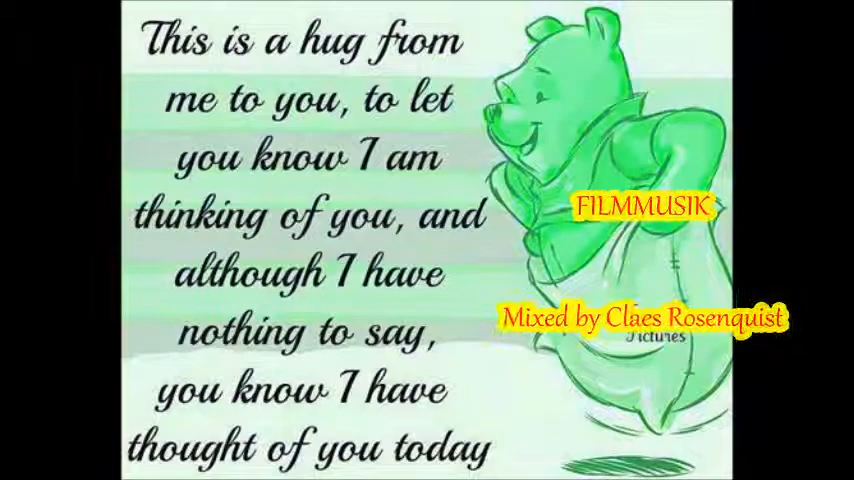 This is a hug from
me to you, to let
you know I am
thinking of you, and
although I have
nothing to say,
you know I have
thought of you today
FILMMUSIK
Mixed by Claes Rosenquist
Pictures